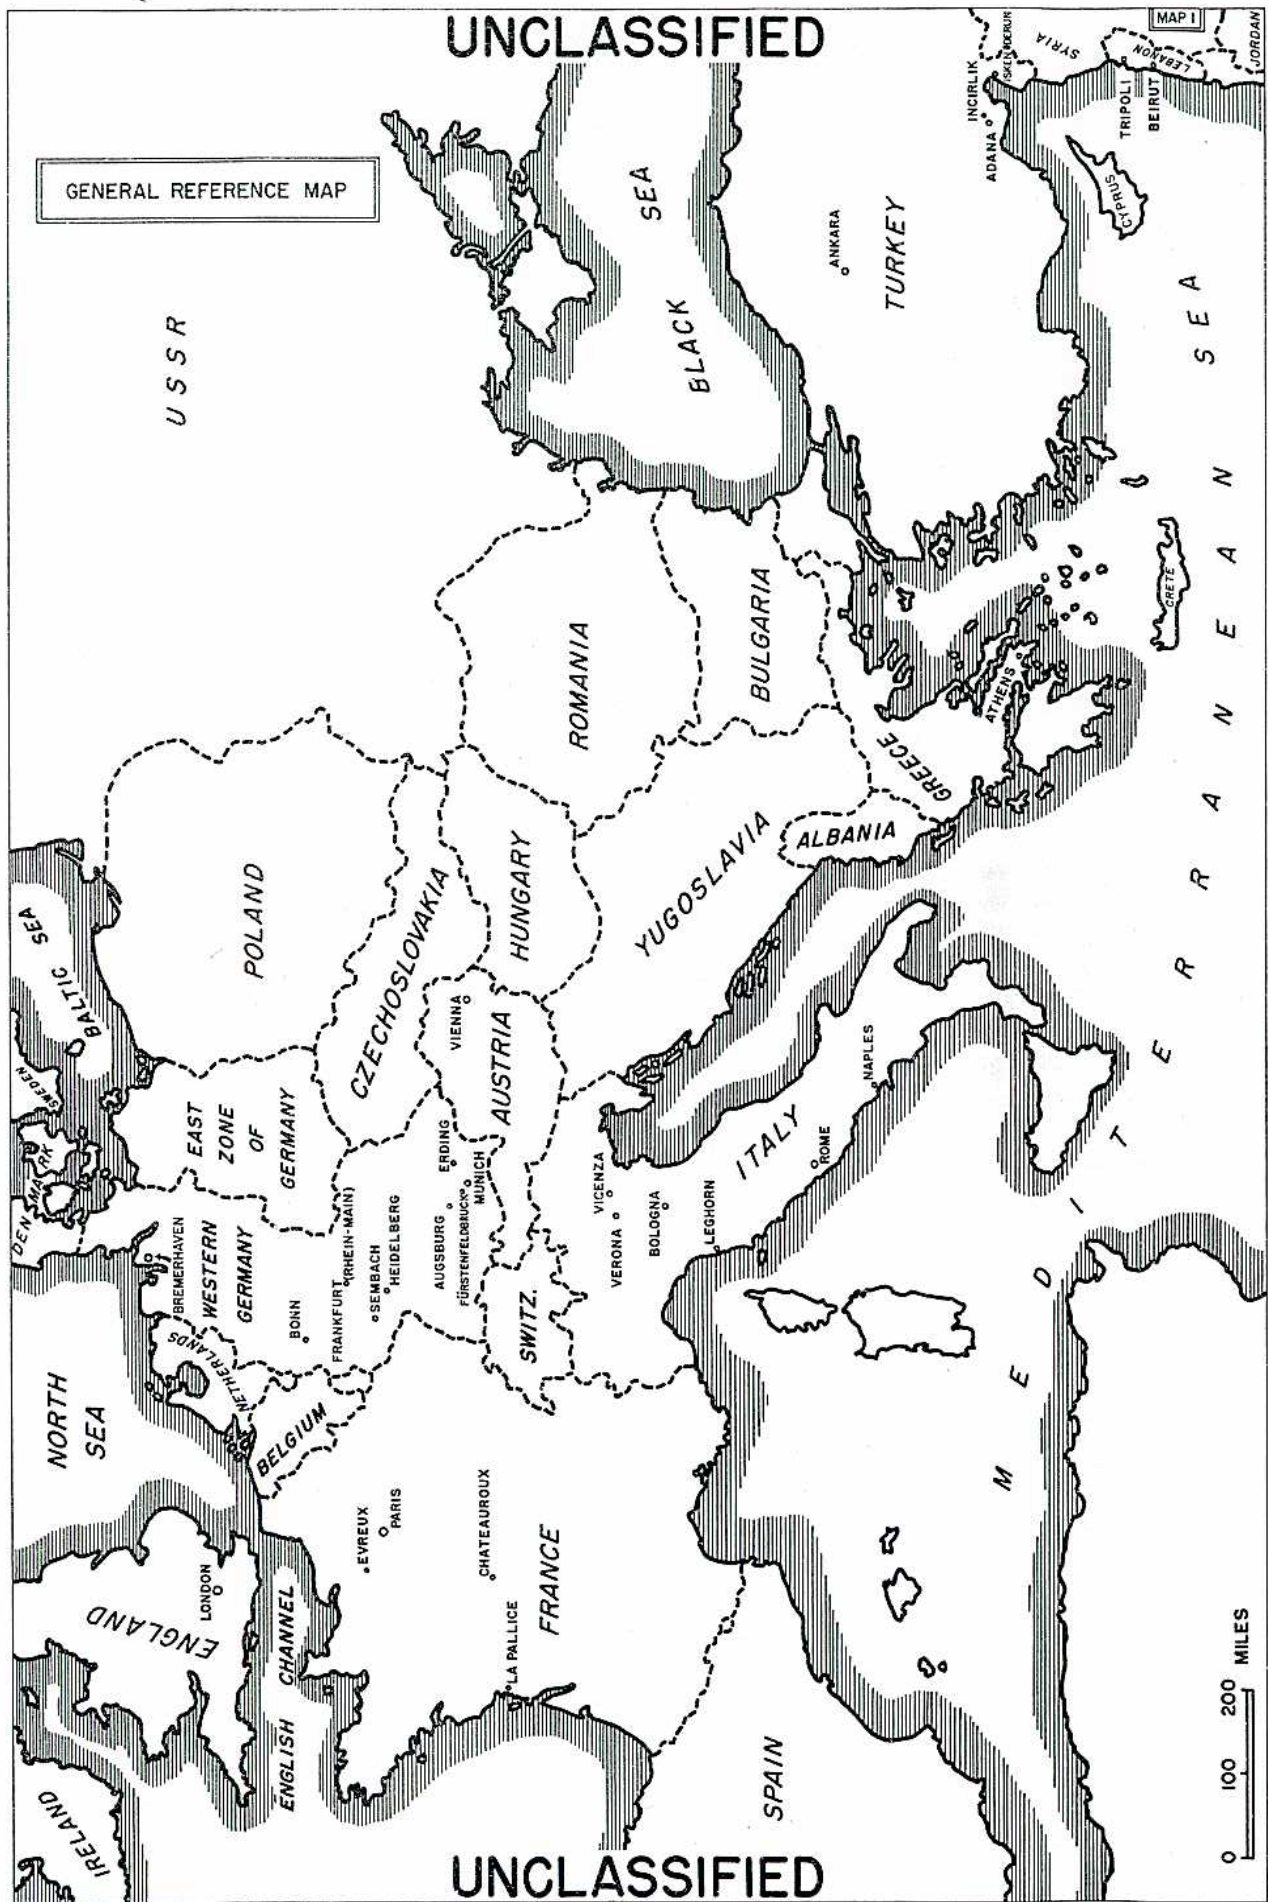 UNCLASSIFIED
MAP 1
GENERAL REFERENCE MAP
USSR
BLACK SEA
TURKEY
ANKARA
ADANA
INCIRLIK
ISKENDERUN
SYRIA
LEBANON
JORDAN
TRIPOLI
BEIRUT
CYPRUS
MEDITERRANEAN SEA
CRETE
ATHENS
GREECE
ALBANIA
BULGARIA
ROMANIA
YUGOSLAVIA
HUNGARY
CZECHOSLOVAKIA
POLAND
BALTIC SEA
SWEDEN
DENMARK
EAST
ZONE
OF
GERMANY
AUSTRIA
VIENNA
WESTERN
GERMANY
BREMERHAVEN
BONN
FRANKFURT
(RHEIN-MAIN)
SEMBACH
HEIDELBERG
AUGSBURG
FÜRSTENFELDBRUCK
ERDING
MUNICH
SWITZ.
ITALY
VICENZA
VERONA
BOLOGNA
LEGHORN
ROME
NAPLES
NETHERLANDS
BELGIUM
NORTH
SEA
ENGLAND
LONDON
ENGLISH CHANNEL
IRELAND
FRANCE
EVREUX
PARIS
CHATEAUROUX
LA PALLICE
SPAIN
0 100 200 MILES
UNCLASSIFIED